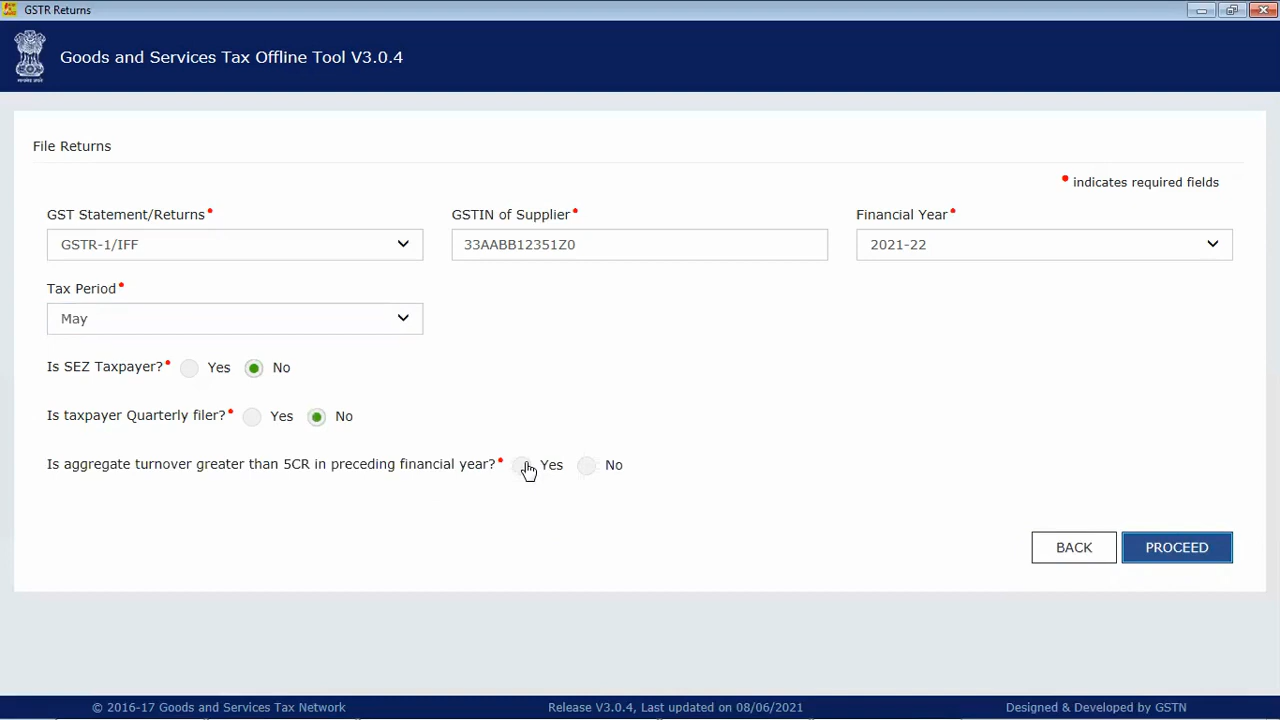 GSTR Returns
Goods and Services Tax Offline Tool V3.0.4
File Returns
• indicates required fields
GST Statement/Returns•
GSTIN of Supplier•
Financial Year•
GSTR-1/IFF
33AABB12351Z0
2021-22
Tax Period•
May
Is SEZ Taxpayer?• Yes No
Is taxpayer Quarterly filer?• Yes No
Is aggregate turnover greater than 5CR in preceding financial year?• Yes No
BACK PROCEED
© 2016-17 Goods and Services Tax Network
Release V3.0.4, Last updated on 08/06/2021
Designed & Developed by GSTN